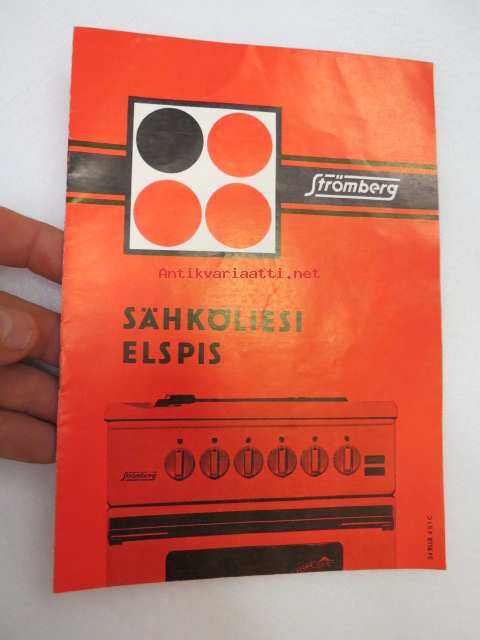 Strömberg
Antikvariaatti.net
SÄHKÖLIESI
ELSPIS
Strömberg